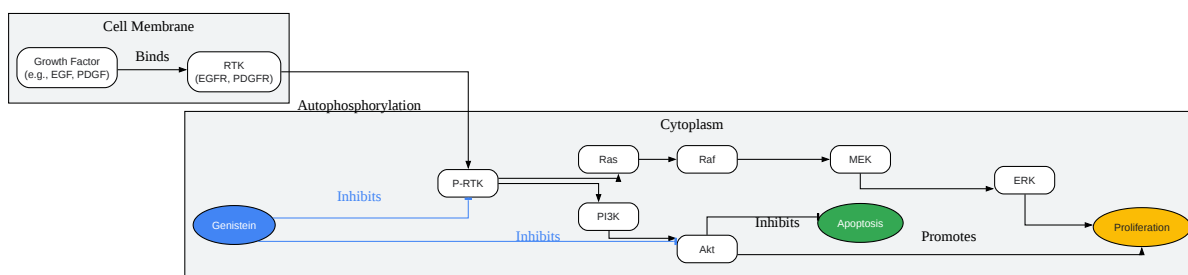 Cell Membrane
Growth Factor
(e.g., EGF, PDGF)
Binds
RTK
(EGFR, PDGFR)
Autophosphorylation
Cytoplasm
Ras
Raf
MEK
P-RTK
ERK
Inhibits
PI3K
Genistein
Inhibits
Akt
Inhibits
Apoptosis
Promotes
Proliferation